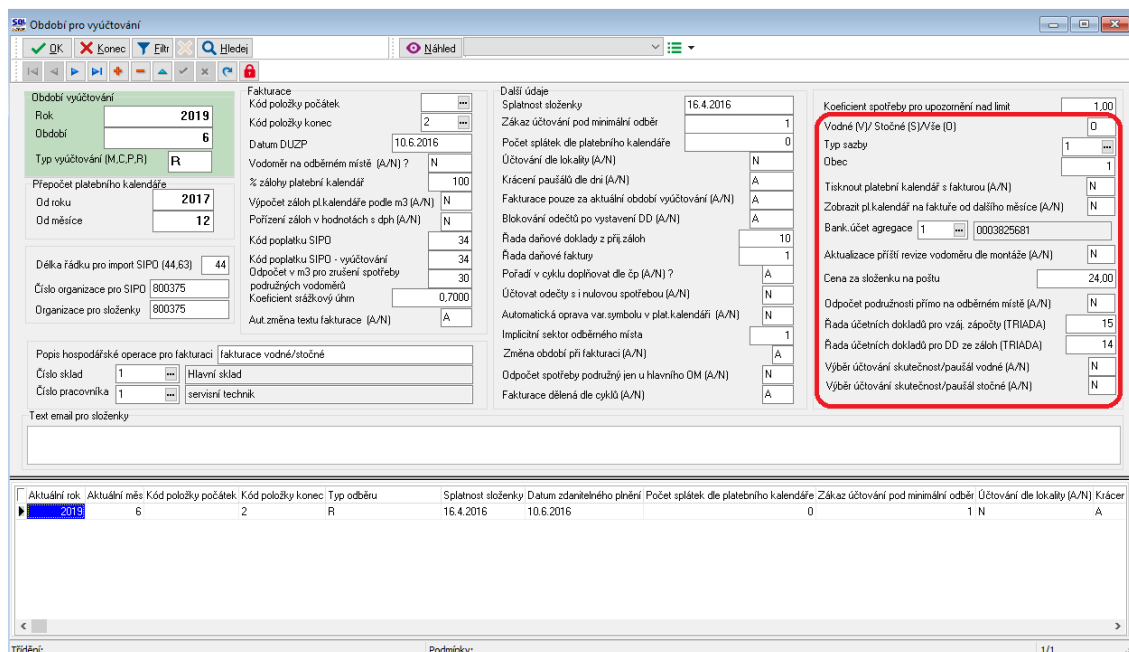 SQL
Období pro vyúčtování
OK Konec Filtr Hledej Náhled
Období vyúčtování
Rok 2019
Období 6
Typ vyúčtování (M,C,P,R) R
Přepočet platebního kalendáře
Od roku 2017
Od měsíce 12
Délka řádku pro import SIPO (44,63) 44
Číslo organizace pro SIPO 800375
Organizace pro složenky 800375
Fakturace
Kód položky počátek
Kód položky konec 2
Datum DUZP 10.6.2016
Vodoměr na odběrném místě (A/N) ? N
% zálohy platební kalendář 100
Výpočet záloh pl.kalendáře podle m3 (A/N) N
Pořízení záloh v hodnotách s dph (A/N) N
Kód poplatku SIPO 34
Kód poplatku SIPO - vyúčtování 34
Odpočet v m3 pro zrušení spotřeby
podružných vodoměrů 30
Koeficient srážkový úhrn 0,7000
Aut.změna textu fakturace (A/N) A
Popis hospodářské operace pro fakturaci fakturace vodné/stočné
Číslo sklad 1 Hlavní sklad
Číslo pracovníka 1 servisní technik
Další údaje
Splatnost složenky 16.4.2016
Zákaz účtování pod minimální odběr 1
Počet splátek dle platebního kalendáře 0
Účtování dle lokality (A/N) N
Krácení paušálů dle dní (A/N) A
Fakturace pouze za aktuální období vyúčtování (A/N) A
Blokování odečtů po vystavení DD (A/N) A
Řada daňové doklady z přij.záloh 10
Řada daňové faktury 1
Pořadí v cyklu doplňovat dle čp (A/N) ? A
Účtovat odečty s i nulovou spotřebou (A/N) N
Automatická oprava var.symbolu v plat.kalendáři (A/N) N
Implicitní sektor odběrného místa 1
Změna období při fakturaci (A/N) A
Odpočet spotřeby podružný jen u hlavního OM (A/N) N
Fakturace dělená dle cyklů (A/N) A
Koeficient spotřeby pro upozornění nad limit 1,00
Vodné (V)/ Stočné (S)/Vše (O) O
Typ sazby 1
Obec 1
Tisknout platební kalendář s fakturou (A/N) N
Zobrazit pl.kalendář na faktuře od dalšího měsíce (A/N) N
Bank.účet agregace 1 0003825681
Aktualizace příští revize vodoměru dle montáže (A/N) N
Cena za složenku na poštu 24,00
Odpočet podružnosti přímo na odběrném místě (A/N) N
Řada účetních dokladů pro vzáj. zápočty (TRIADA) 15
Řada účetních dokladů pro DD ze záloh (TRIADA) 14
Výběr účtování skutečnost/paušál vodné (A/N) N
Výběr účtování skutečnost/paušál stočné (A/N) N
Text email pro složenky
Aktuální rok Aktuální měs Kód položky počátek Kód položky konec Typ odběru Splatnost složenky Datum zdanitelného plnění Počet splátek dle platebního kalendáře Zákaz účtování pod minimální odběr Účtování dle lokality (A/N) Krácer
2019 6 2 R 16.4.2016 10.6.2016 0 1 N A
Třídění: Podmínky: 1/1